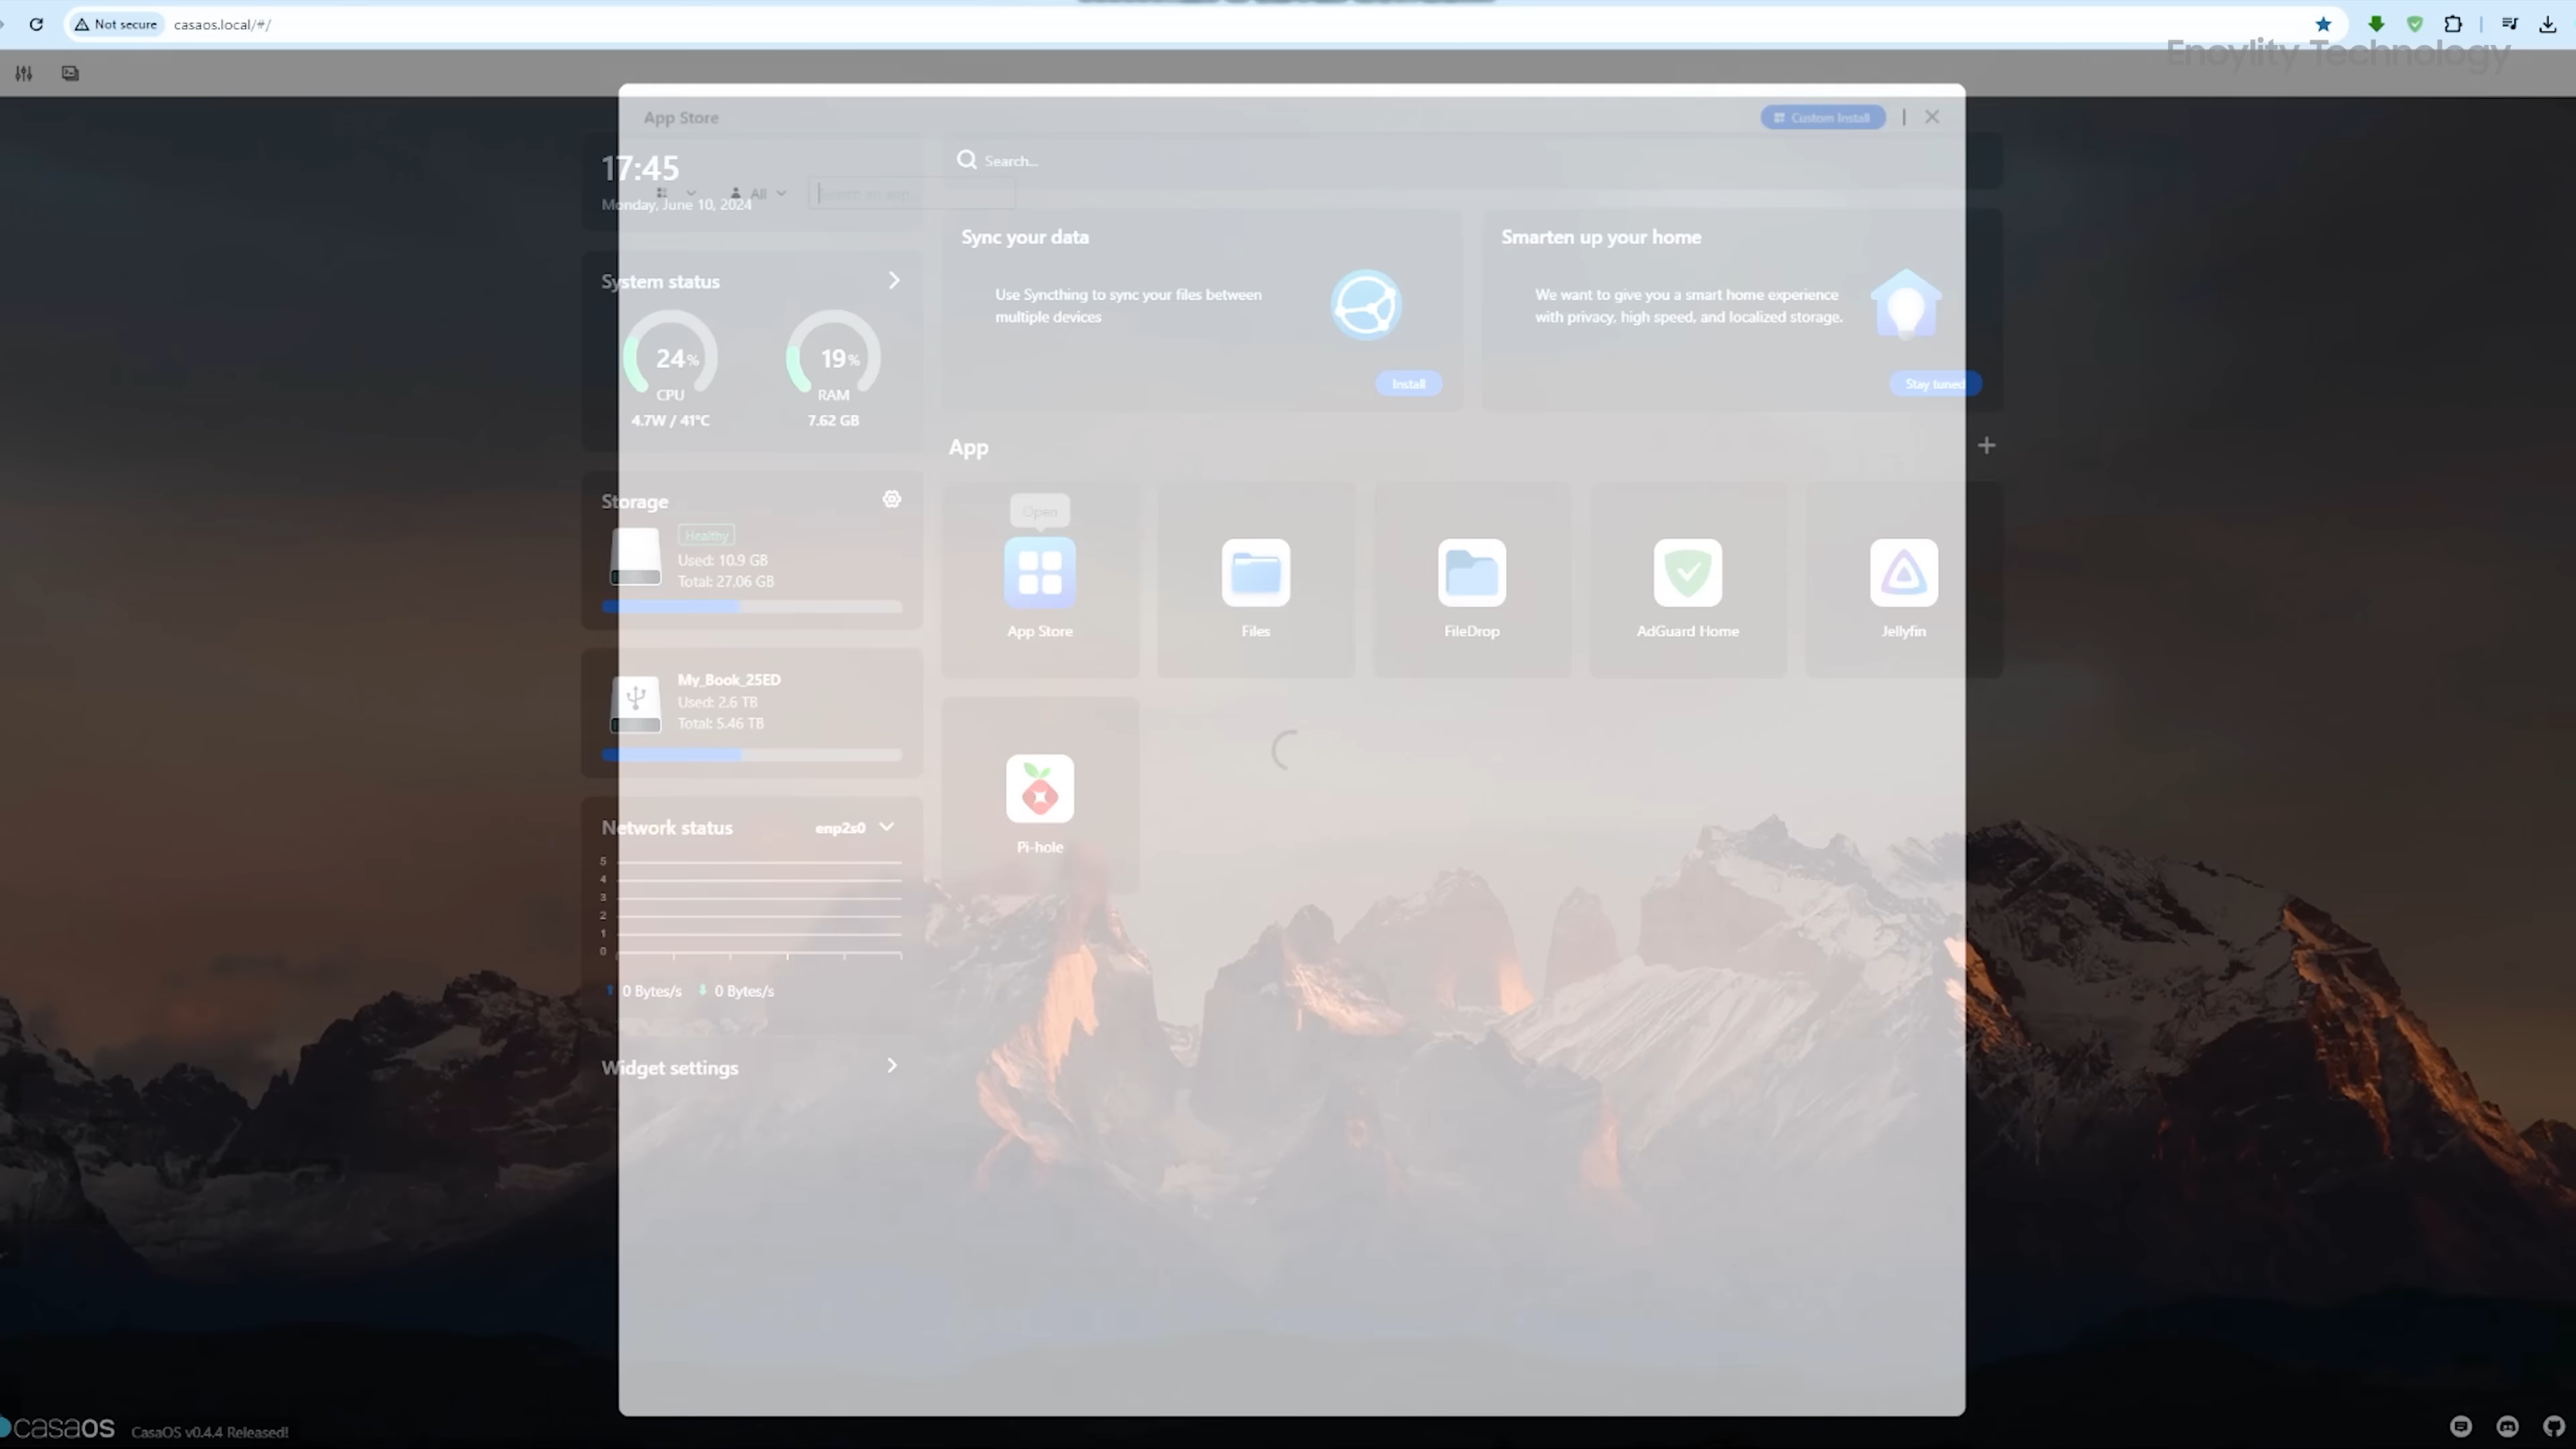 Not secure
casaos.local/#/
Enoylity Technology
App Store
Custom Install
17:45
Search...
All
Monday, June 10, 2024
Sync your data
Use Syncthing to sync your files between
multiple devices
Install
Smarten up your home
We want to give you a smart home experience
with privacy, high speed, and localized storage.
Stay tuned
System status
24%
CPU
4.7W / 41°C
19%
RAM
7.62 GB
App
Storage
Healthy
Used: 10.9 GB
Total: 27.06 GB
Open
App Store
Files
FileDrop
AdGuard Home
Jellyfin
My_Book_25ED
Used: 2.6 TB
Total: 5.46 TB
Pi-hole
Network status
enp2s0
5
4
3
2
1
0
0 Bytes/s
0 Bytes/s
Widget settings
casaOS
CasaOS v0.4.4 Released!